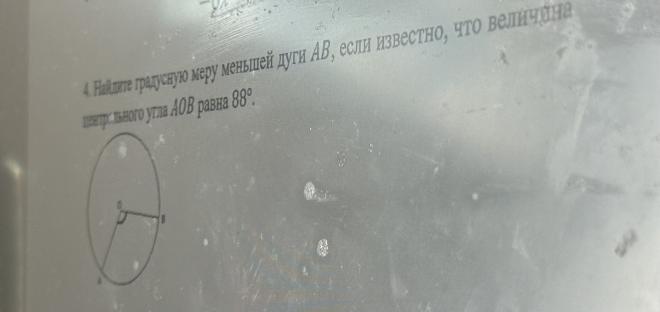 4. Найдите градусную меру меньшей дуги AB, если известно, что величина
центрального угла AOB равна 88°.
O
B
A